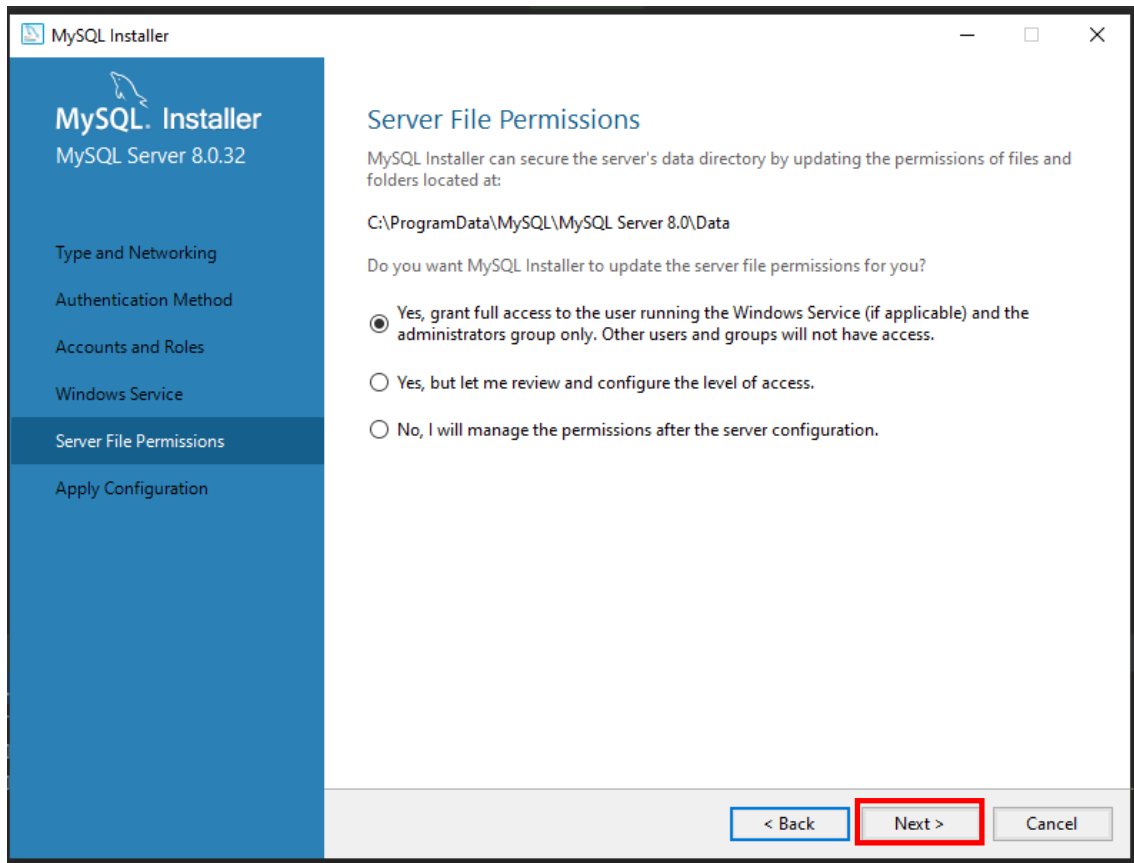 MySQL Installer
MySQL. Installer
MySQL Server 8.0.32
Type and Networking
Authentication Method
Accounts and Roles
Windows Service
Server File Permissions
Apply Configuration
Server File Permissions
MySQL Installer can secure the server's data directory by updating the permissions of files and
folders located at:
C:\ProgramData\MySQL\MySQL Server 8.0\Data
Do you want MySQL Installer to update the server file permissions for you?
Yes, grant full access to the user running the Windows Service (if applicable) and the
administrators group only. Other users and groups will not have access.
Yes, but let me review and configure the level of access.
No, I will manage the permissions after the server configuration.
< Back
Next >
Cancel